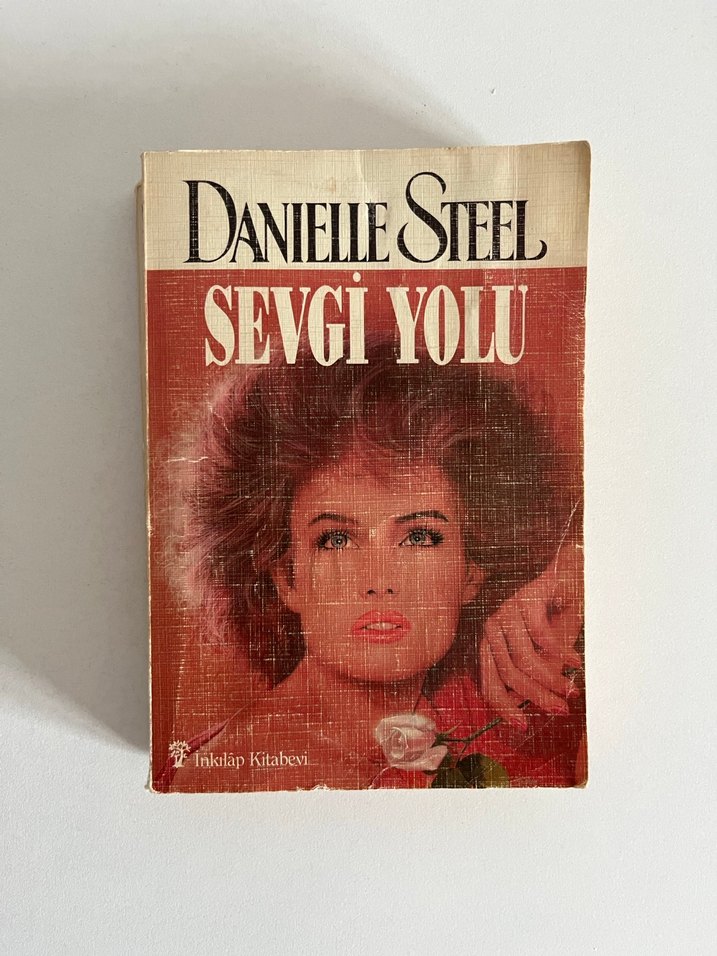 DANIELLE STEEL
SEVGİ YOLU
İnkılâp Kitabevi